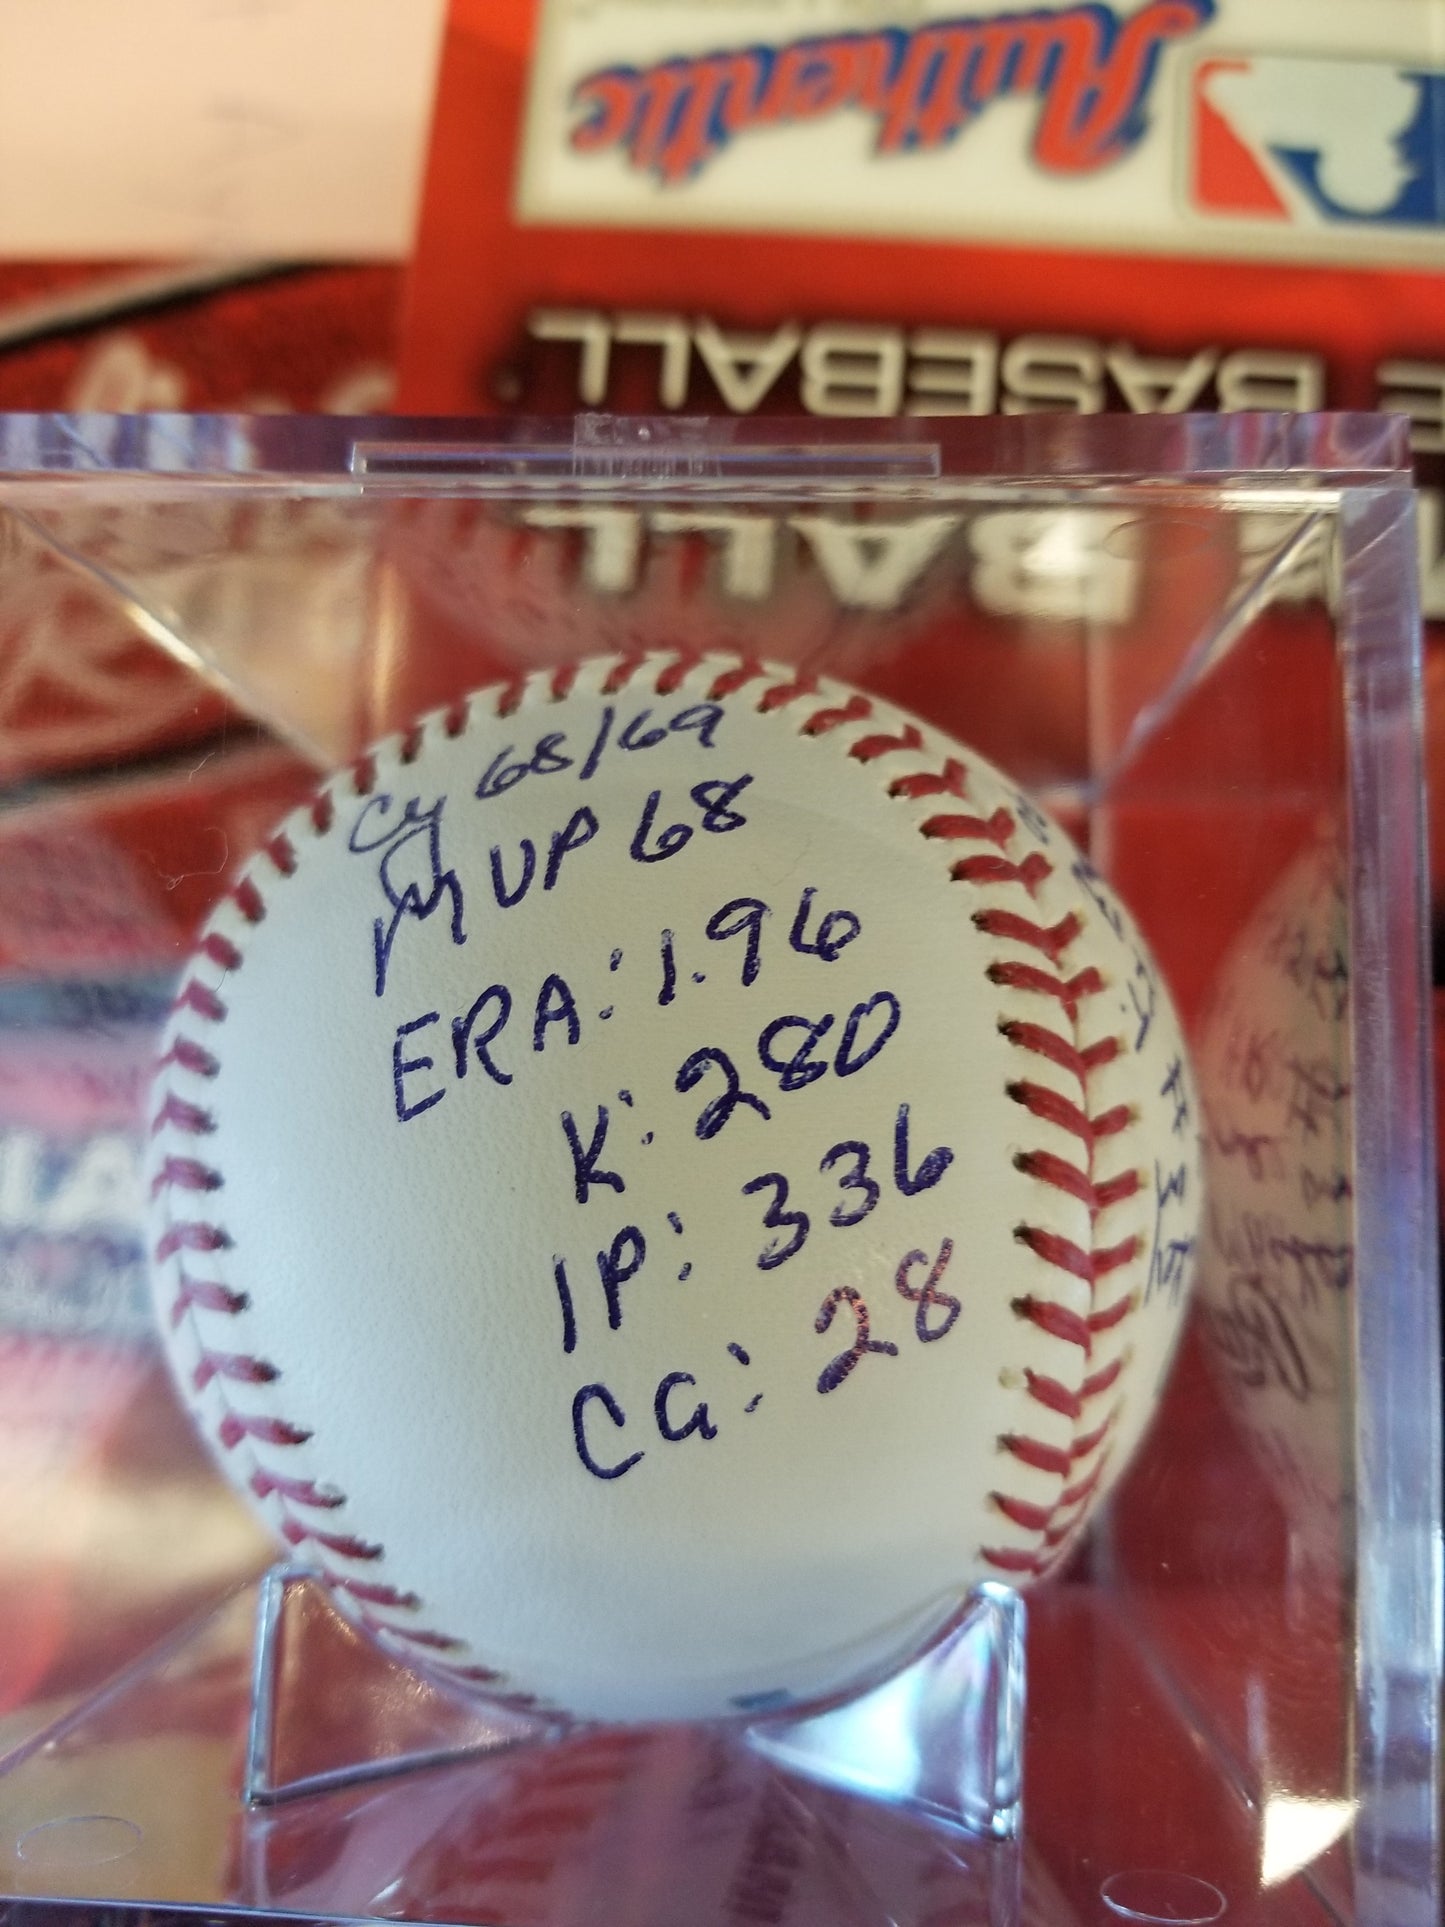 Authentic
BASEBALL
BALL
Cy 68/69
MVP 68
ERA: 1.96
K: 280
IP: 336
CG: 28